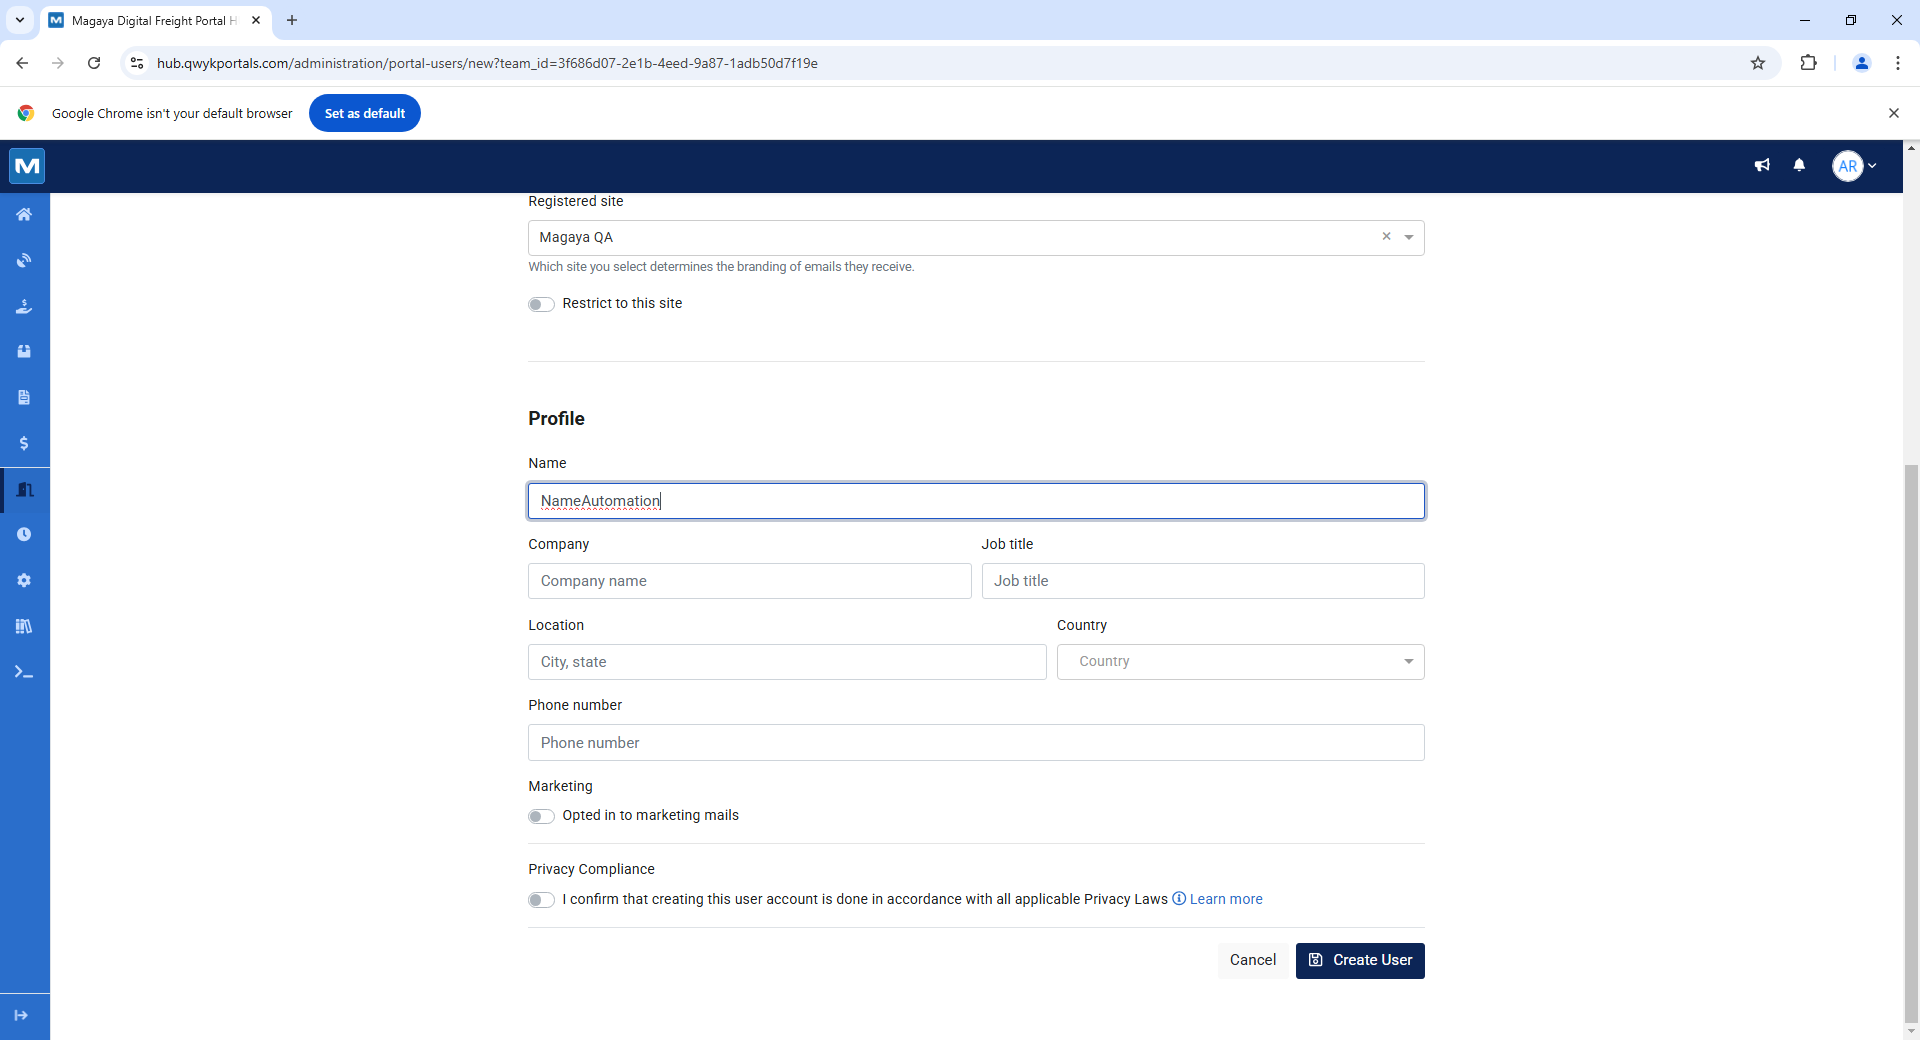 Magaya Digital Freight Portal H
hub.qwykportals.com/administration/portal-users/new?team_id=3f686d07-2e1b-4eed-9a87-1adb50d7f19e
Google Chrome isn't your default browser
Set as default
M
AR
Registered site
Magaya QA
Which site you select determines the branding of emails they receive.
Restrict to this site
Profile
Name
NameAutomation
Company
Job title
Company name
Job title
Location
Country
City, state
Country
Phone number
Phone number
Marketing
Opted in to marketing mails
Privacy Compliance
I confirm that creating this user account is done in accordance with all applicable Privacy Laws Learn more
Cancel
Create User